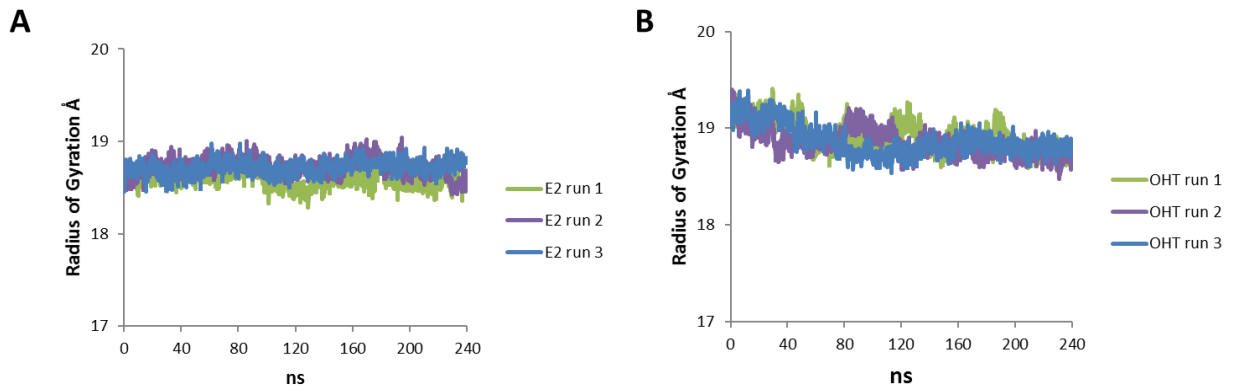 A
20
19
18
17
Radius of Gyration Å
0 40 80 120 160 200 240
ns
E2 run 1
E2 run 2
E2 run 3
B
20
19
18
17
Radius of Gyration Å
0 40 80 120 160 200 240
ns
OHT run 1
OHT run 2
OHT run 3